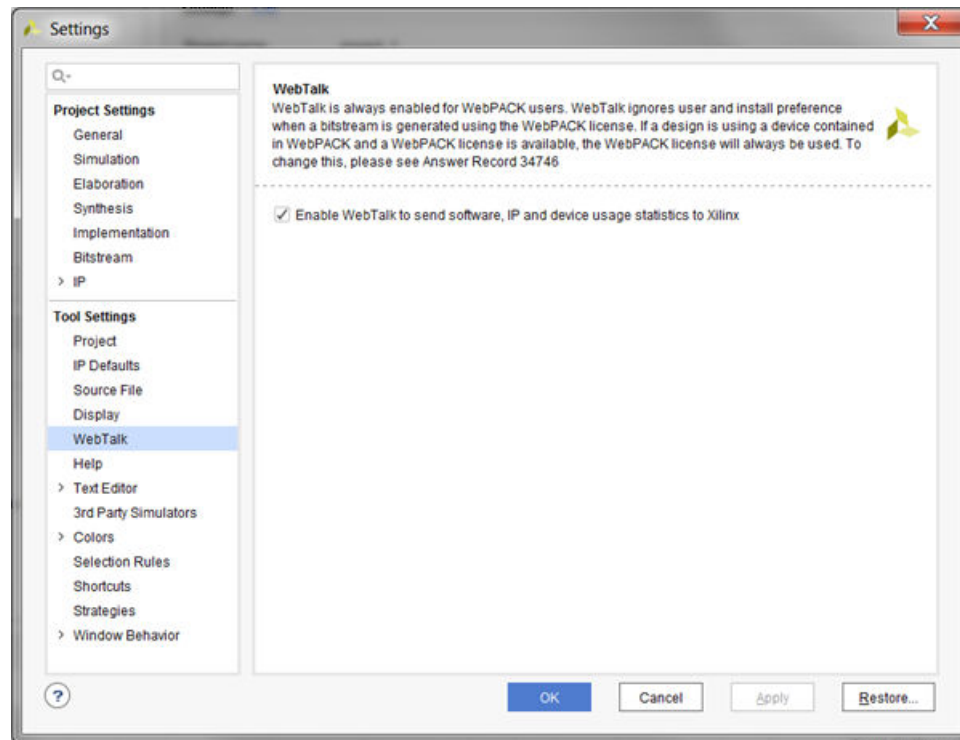 Settings
Project Settings
General
Simulation
Elaboration
Synthesis
Implementation
Bitstream
> IP
Tool Settings
Project
IP Defaults
Source File
Display
WebTalk
Help
> Text Editor
3rd Party Simulators
> Colors
Selection Rules
Shortcuts
Strategies
> Window Behavior
WebTalk
WebTalk is always enabled for WebPACK users. WebTalk ignores user and install preference
when a bitstream is generated using the WebPACK license. If a design is using a device contained
in WebPACK and a WebPACK license is available, the WebPACK license will always be used. To
change this, please see Answer Record 34746
Enable WebTalk to send software, IP and device usage statistics to Xilinx
?
OK
Cancel
Apply
Restore...